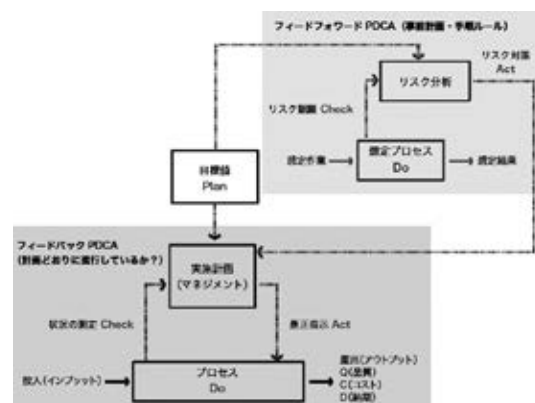 フィードフォワード PDCA (事前計画・手順ルール)
リスク対策
Act
リスク分析
リスク Check
想定プロセス
Do
想定作業
想定結果
目標値
Plan
フィードバック PDCA
(計画どおりに進行しているか?)
実施計画
(マネジメント)
状況の測定 Check
是正指示 Act
投入(インプット)
プロセス
Do
産出(アウトプット)
Q(品質)
C(コスト)
D(納期)